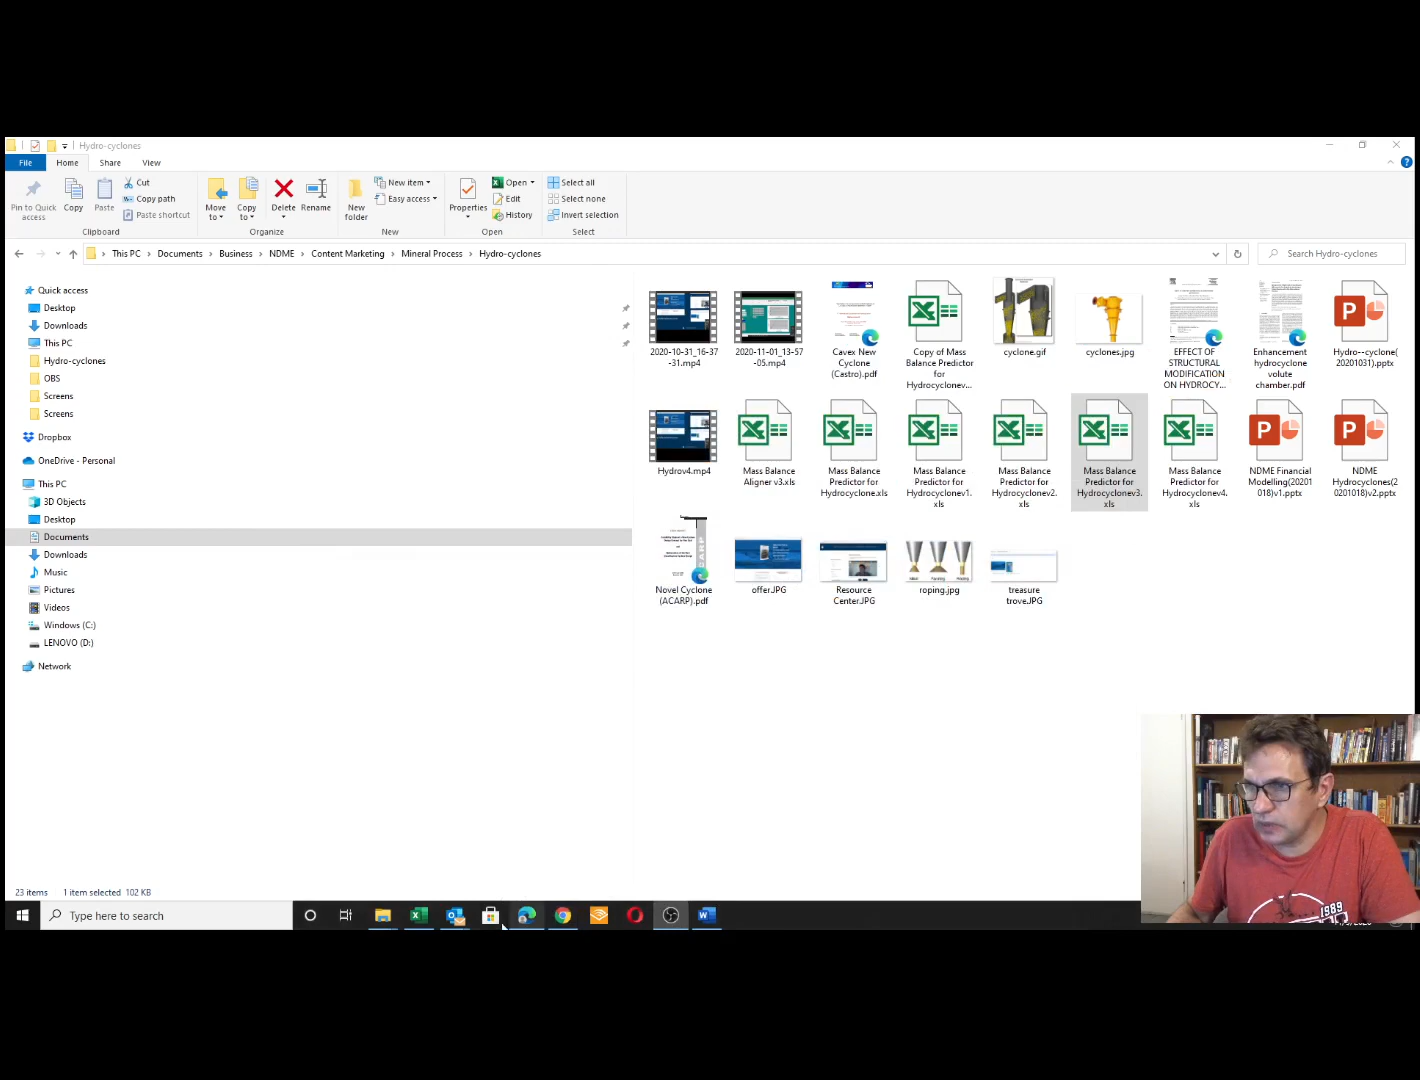 Hydro-cyclones
File Home Share View
Pin to Quick access
Copy
Paste
Cut
Copy path
Paste shortcut
Clipboard
Move to
Copy to
Delete
Rename
Organize
New folder
New item
Easy access
New
Properties
Open
Edit
History
Open
Select all
Select none
Invert selection
Select
This PC > Documents > Business > NDME > Content Marketing > Mineral Process > Hydro-cyclones
Search Hydro-cyclones
Quick access
Desktop
Downloads
This PC
Hydro-cyclones
OBS
Screens
Screens
Dropbox
OneDrive - Personal
This PC
3D Objects
Desktop
Documents
Downloads
Music
Pictures
Videos
Windows (C:)
LENOVO (D:)
Network
2020-10-31_16-37
-31.mp4
2020-11-01_13-57
-05.mp4
Cavex New
Cyclone
(Castro).pdf
Copy of Mass
Balance Predictor
for
Hydrocyclonev...
cyclone.gif
cyclones.jpg
EFFECT OF
STRUCTURAL
MODIFICATION
ON HYDROCY...
Enhancement
hydrocyclone
volute
chamber.pdf
Hydro--cyclone(
20201031).pptx
Hydrov4.mp4
Mass Balance
Aligner v3.xls
Mass Balance
Predictor for
Hydrocyclone.xls
Mass Balance
Predictor for
Hydrocyclonev1.
xls
Mass Balance
Predictor for
Hydrocyclonev2.
xls
Mass Balance
Predictor for
Hydrocyclonev3.
xls
Mass Balance
Predictor for
Hydrocyclonev4.
xls
NDME Financial
Modelling(20201
018)v1.pptx
NDME
Hydrocyclones(2
0201018)v2.pptx
Novel Cyclone
(ACARP).pdf
offer.JPG
Resource
Center.JPG
roping.jpg
treasure
trove.JPG
23 items 1 item selected 102 KB
Type here to search
1989